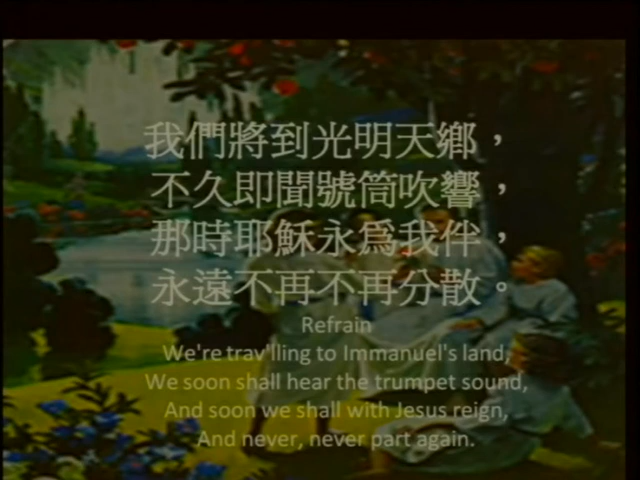 我們將到光明天鄉，
不久即聞號筒吹響，
那時耶穌永為我伴，
永遠不再不再分散。
Refrain
We're trav'lling to Immanuel's land,
We soon shall hear the trumpet sound,
And soon we shall with Jesus reign,
And never, never part again.